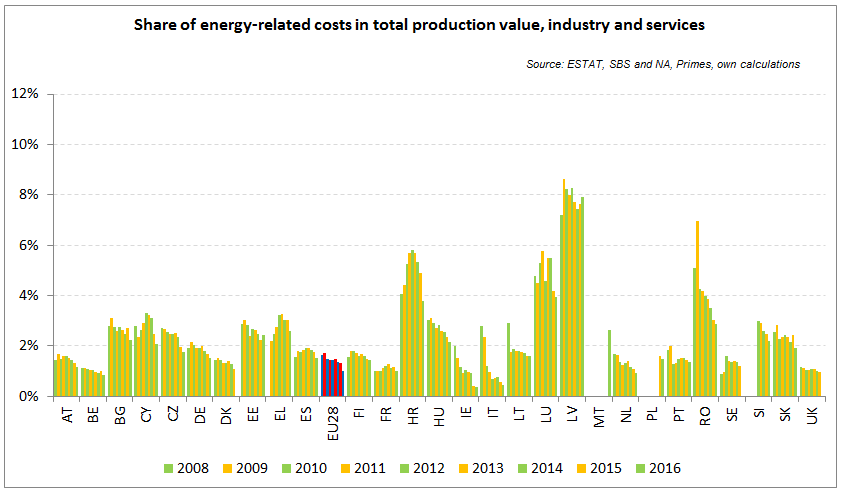 Share of energy-related costs in total production value, industry and services
Source: ESTAT, SBS and NA, Primes, own calculations
12%
10%
8%
6%
4%
2%
0%
AT BE BG CY CZ DE DK EE EL ES EU28 FI FR HR HU IE IT LT LU LV MT NL PL PT RO SE SI SK UK
2008 2009 2010 2011 2012 2013 2014 2015 2016